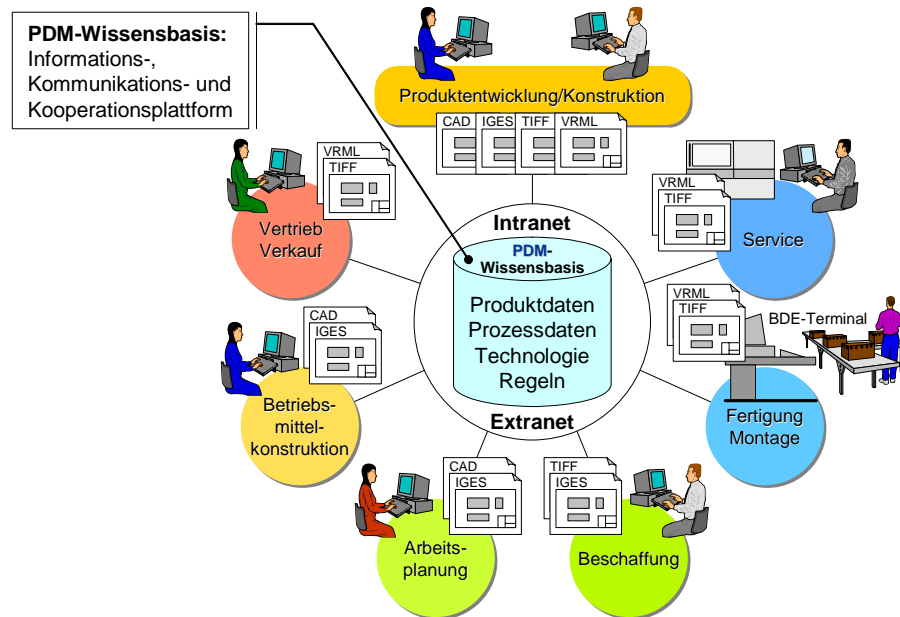 PDM-Wissensbasis:
Informations-,
Kommunikations- und
Kooperationsplattform
Produktentwicklung/Konstruktion
CAD
IGES
TIFF
VRML
VRML
TIFF
Vertrieb
Verkauf
VRML
TIFF
Service
Intranet
PDM-
Wissensbasis
Produktdaten
Prozessdaten
Technologie
Regeln
Extranet
CAD
IGES
Betriebs-
mittel-
konstruktion
VRML
TIFF
BDE-Terminal
Fertigung
Montage
CAD
IGES
Arbeits-
planung
TIFF
IGES
Beschaffung